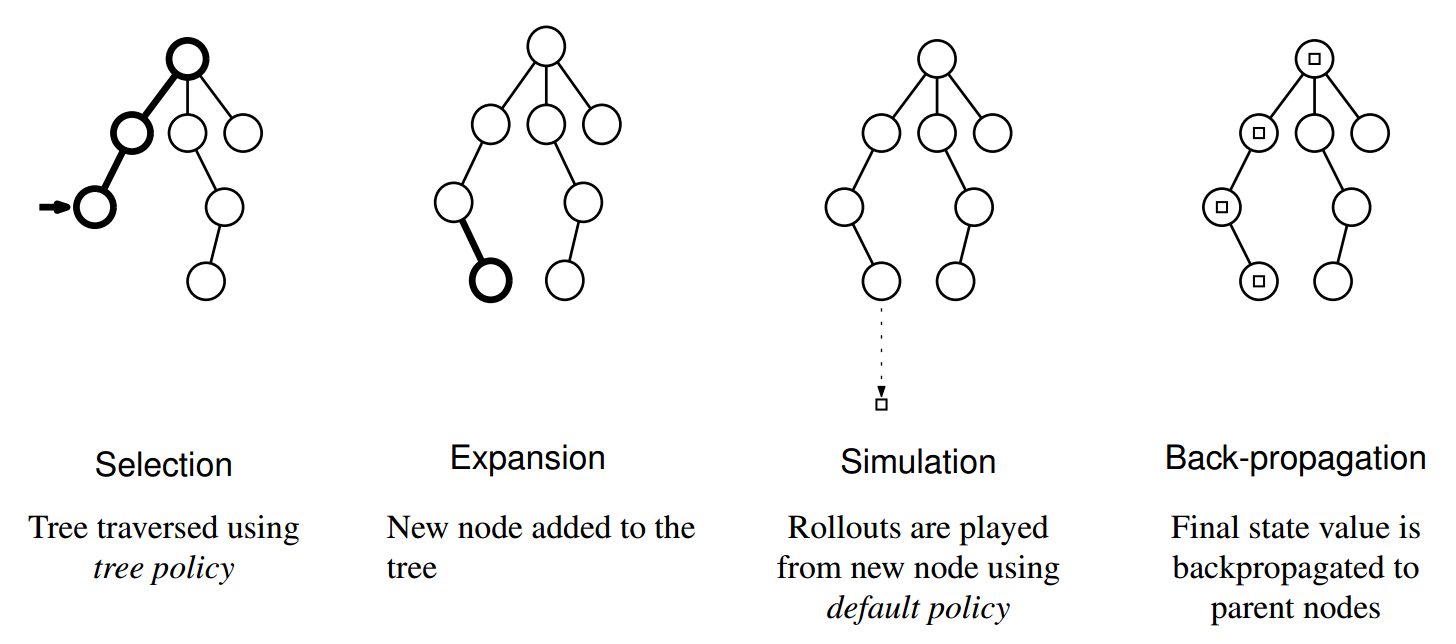 Selection
Tree traversed using
tree policy
Expansion
New node added to the
tree
Simulation
Rollouts are played
from new node using
default policy
Back-propagation
Final state value is
backpropagated to
parent nodes